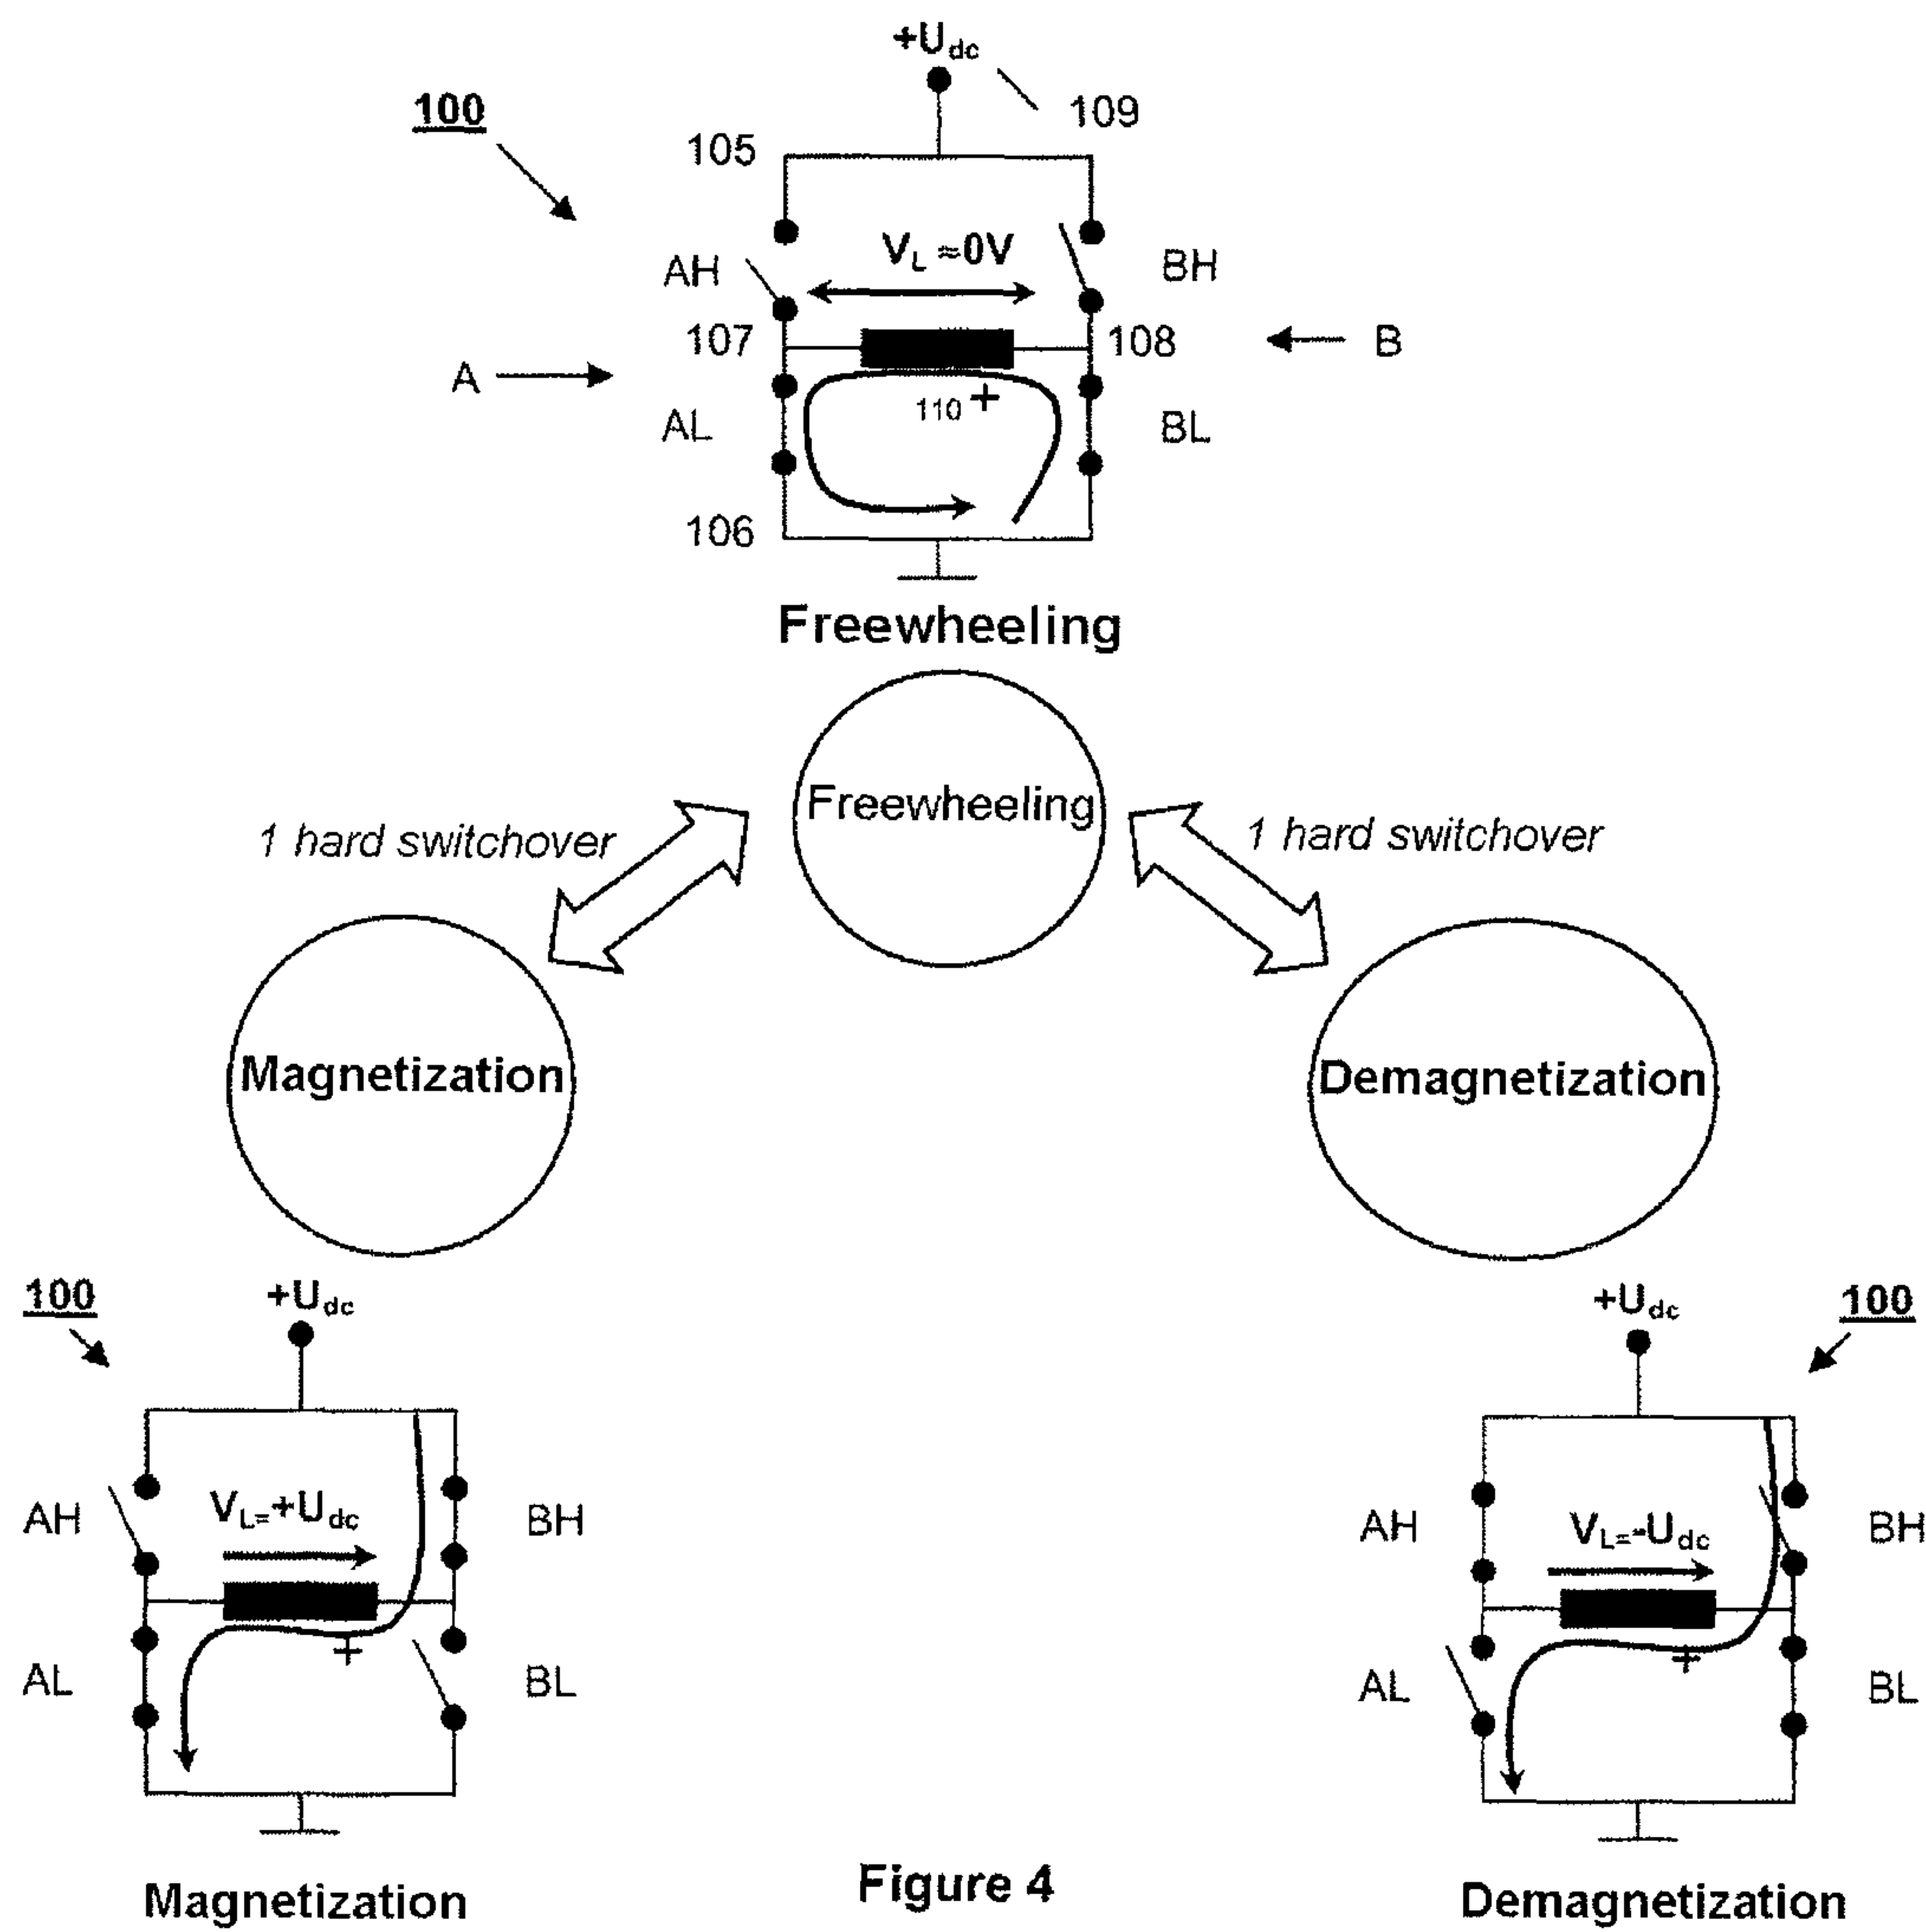 +Udc
109
100
105
VL ≈0V
AH
BH
107
108
B
A
110 +
AL
BL
106
Freewheeling
Freewheeling
1 hard switchover
1 hard switchover
Magnetization
Demagnetization
100
+Udc
+Udc
100
AH
VL=+Udc
BH
AH
VL=-Udc
BH
+
+
AL
BL
AL
BL
Figure 4
Magnetization
Demagnetization